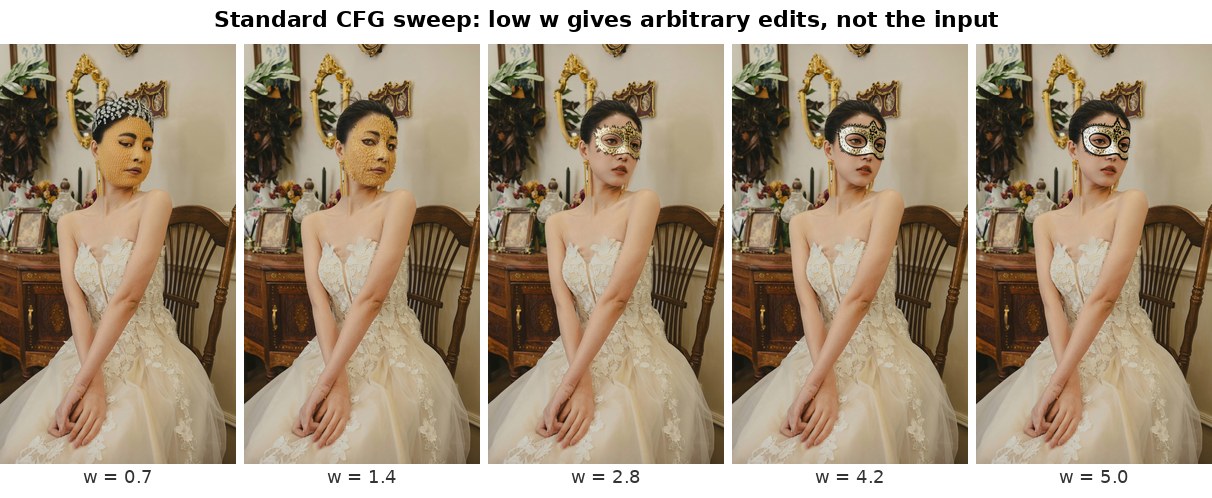 Standard CFG sweep: low w gives arbitrary edits, not the input
w = 0.7
w = 1.4
w = 2.8
w = 4.2
w = 5.0